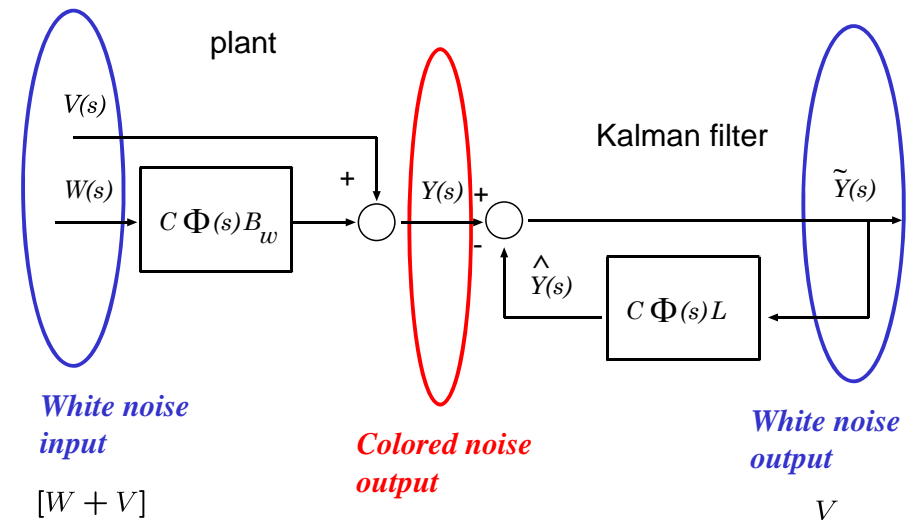 plant
V(s)
Kalman filter
W(s)
+
Y(s)
+
~
Y(s)
C Φ(s)B_w
-
^
Y(s)
C Φ(s)L
White noise
input
Colored noise
output
White noise
output
[W + V]
V